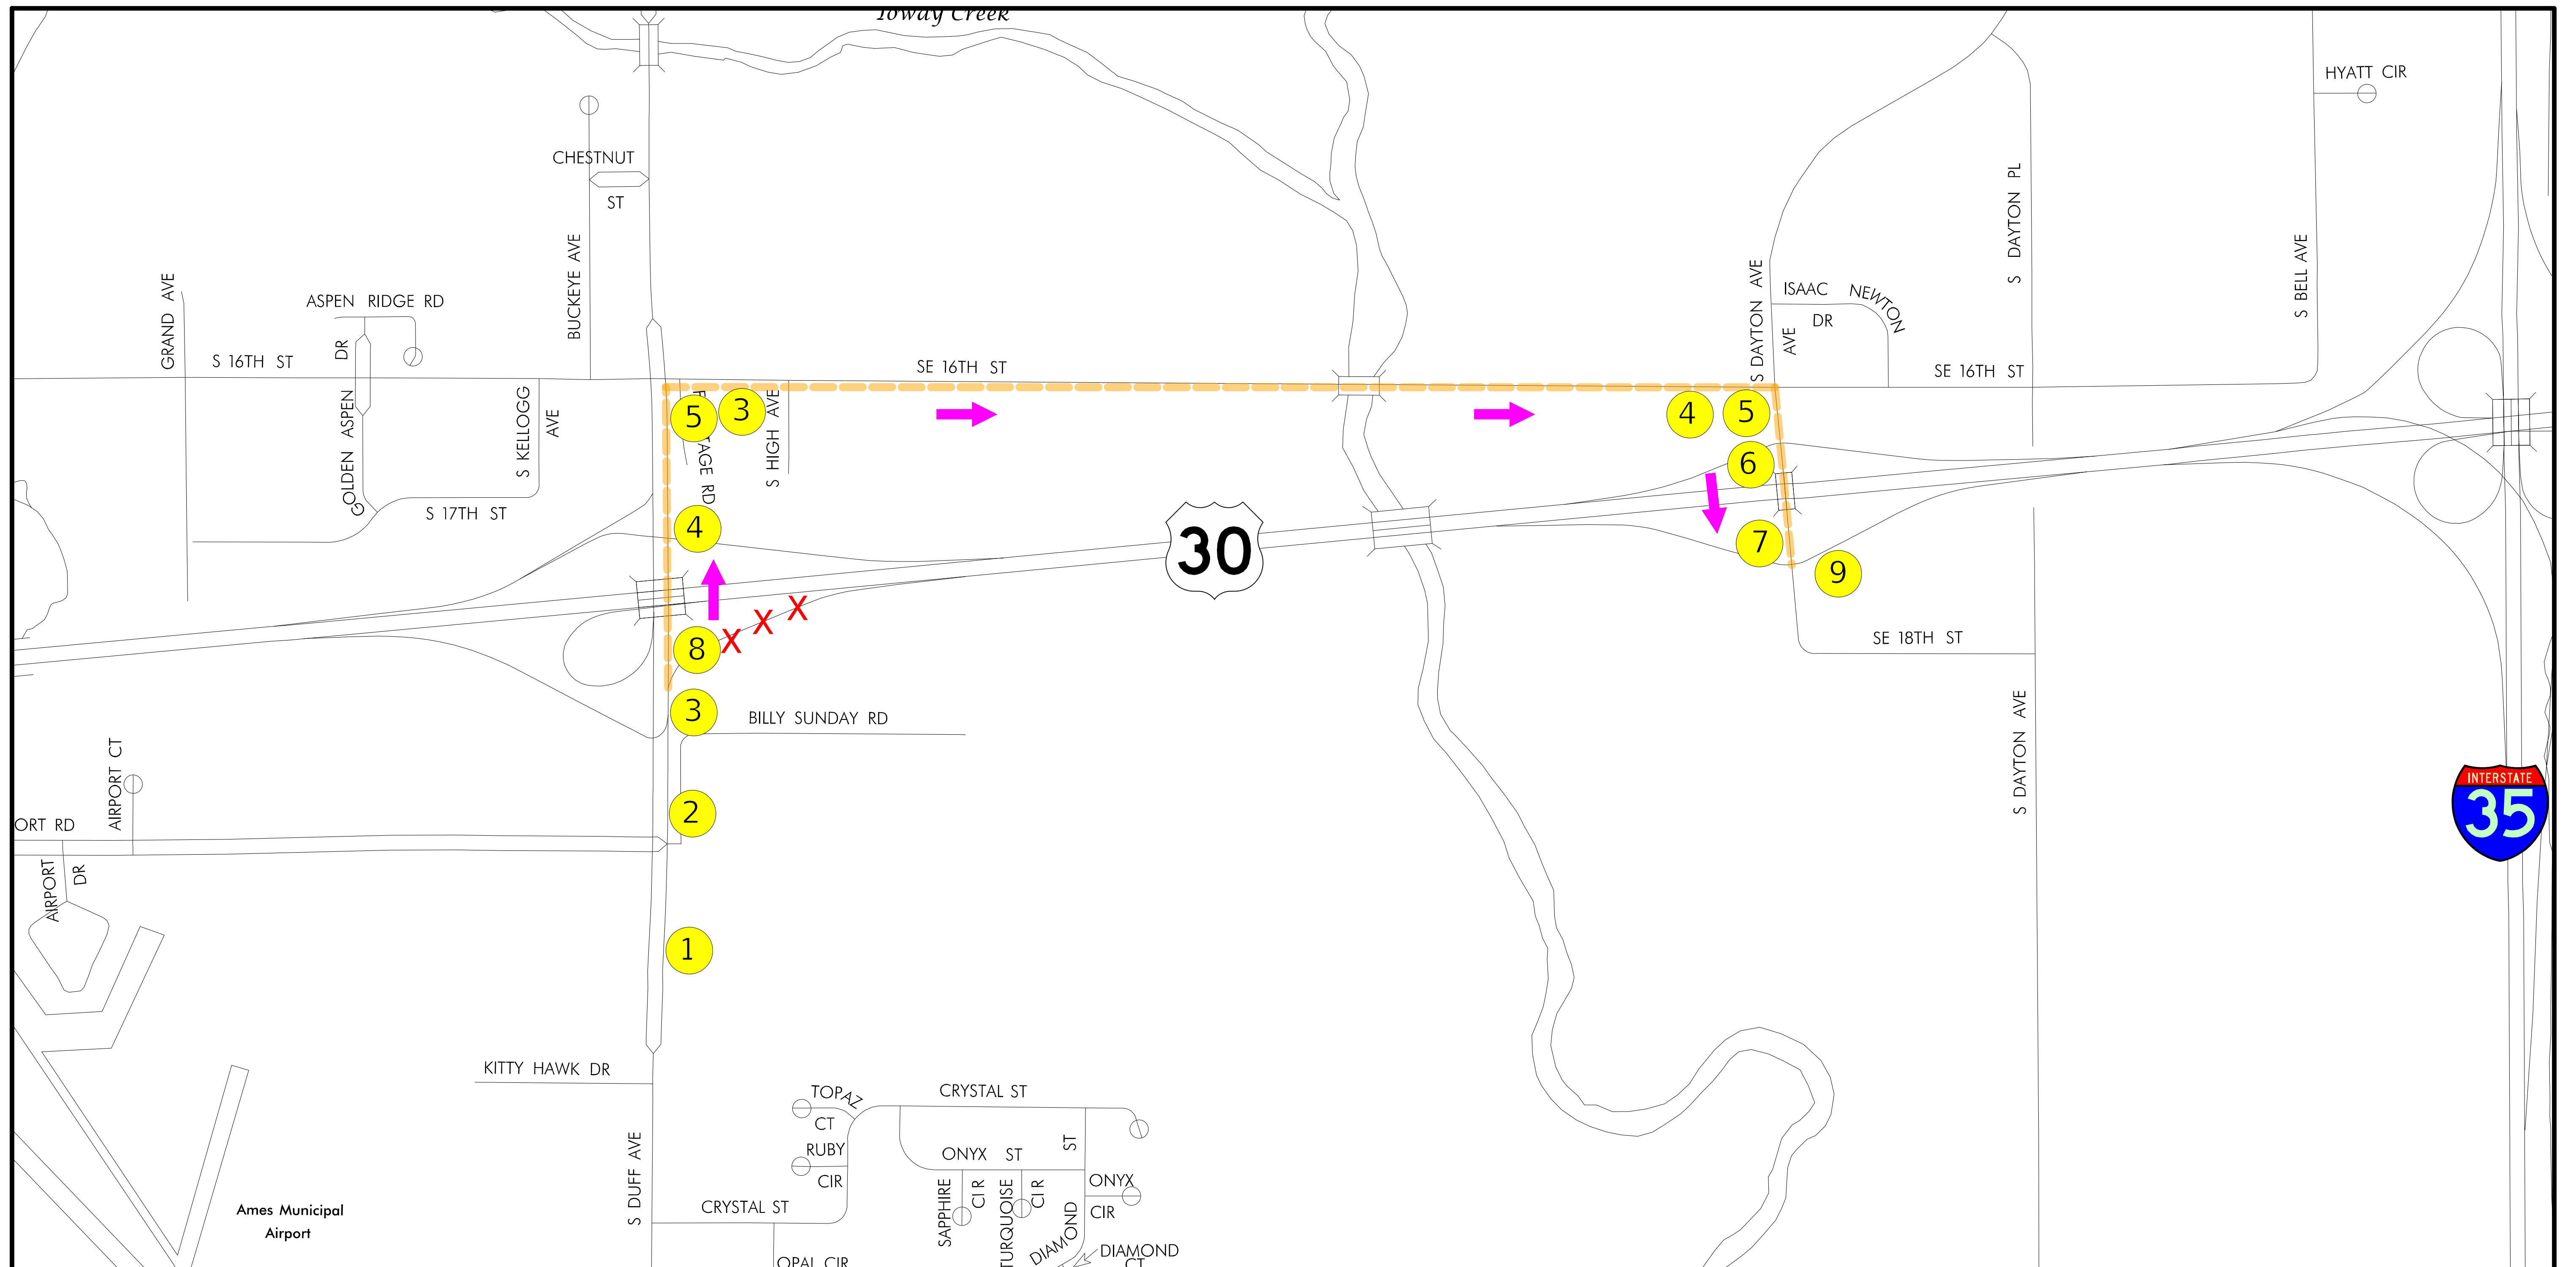 Ioway Creek
HYATT CIR
CHESTNUT
ST
BUCKEYE AVE
S DAYTON PL
S BELL AVE
GRAND AVE
ASPEN RIDGE RD
S DAYTON AVE
ISAAC NEWTON
DR
AVE
S 16TH ST
DR
GOLDEN ASPEN
SE 16TH ST
SE 16TH ST
S KELLOGG
AVE
5
3
S HIGH AVE
4
5
TAGE RD
6
S 17TH ST
4
30
7
9
X X X
8
SE 18TH ST
3
BILLY SUNDAY RD
S DAYTON AVE
AIRPORT CT
INTERSTATE
35
2
ORT RD
AIRPORT
DR
1
KITTY HAWK DR
TOPAZ
CT
CRYSTAL ST
S DUFF AVE
RUBY
CIR
ONYX ST
ST
SAPPHIRE
CIR
TURQUOISE
CIR
ONYX
CIR
DIAMOND
CRYSTAL ST
Ames Municipal
Airport
DIAMOND
CT
OPAL CIR